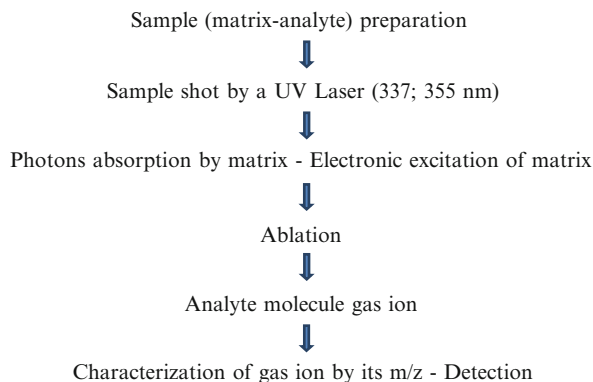 Sample (matrix-analyte) preparation
Sample shot by a UV Laser (337; 355 nm)
Photons absorption by matrix - Electronic excitation of matrix
Ablation
Analyte molecule gas ion
Characterization of gas ion by its m/z - Detection